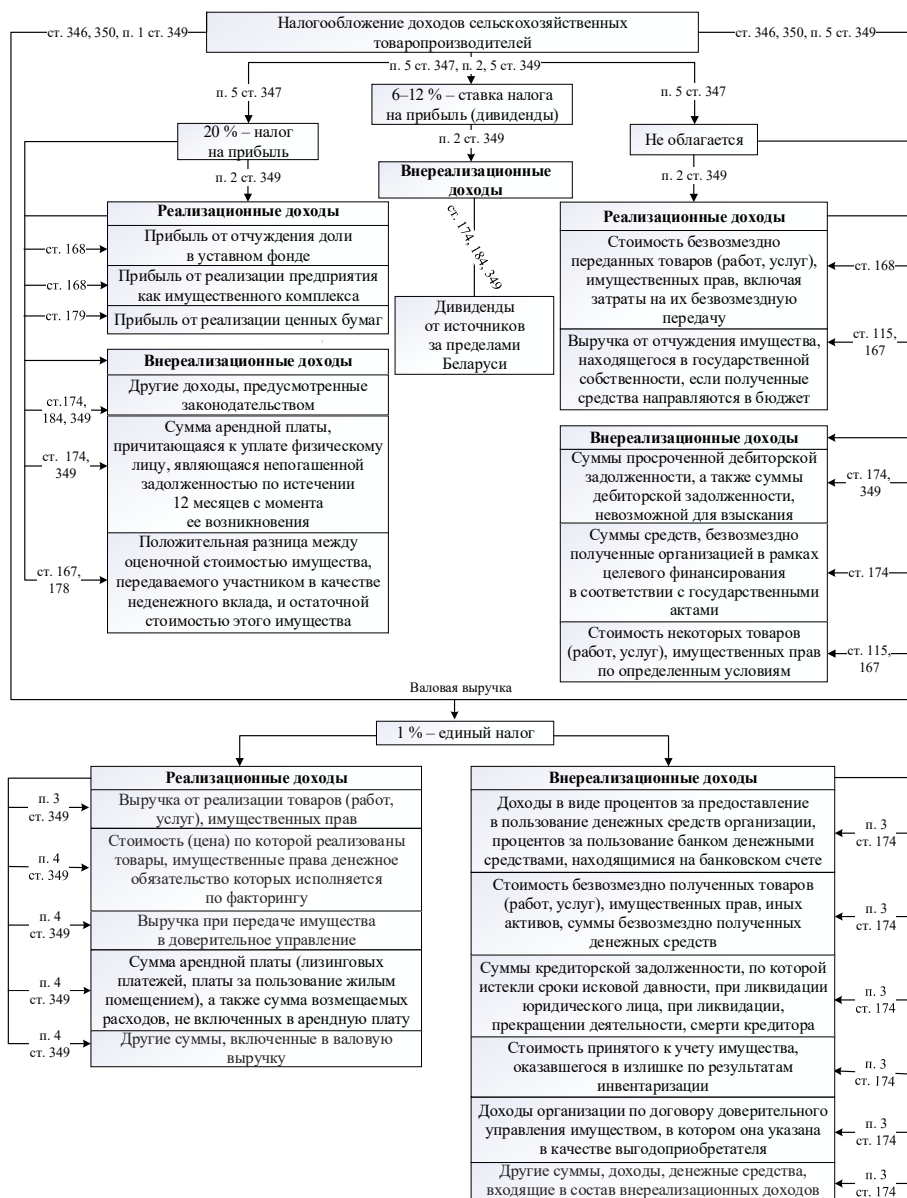 Налогообложение доходов сельскохозяйственных
товаропроизводителей
ст. 346, 350, п. 1 ст. 349
ст. 346, 350, п. 5 ст. 349
п. 5 ст. 347, п. 2, 5 ст. 349
п. 5 ст. 347
6–12 % – ставка налога
на прибыль (дивиденды)
п. 5 ст. 347
20 % – налог
на прибыль
п. 2 ст. 349
Не облагается
п. 2 ст. 349
Внереализационные
доходы
п. 2 ст. 349
Реализационные доходы
ст. 168
Прибыль от отчуждения доли
в уставном фонде
ст. 168
Прибыль от реализации предприятия
как имущественного комплекса
ст. 179
Прибыль от реализации ценных бумаг
Внереализационные доходы
ст.174,
184, 349
Другие доходы, предусмотренные
законодательством
ст. 174,
349
Сумма арендной платы,
причитающаяся к уплате физическому
лицу, являющаяся непогашенной
задолженностью по истечении
12 месяцев с момента
ее возникновения
ст. 167,
178
Положительная разница между
оценочной стоимостью имущества,
передаваемого участником в качестве
неденежного вклада, и остаточной
стоимостью этого имущества
ст. 174, 184, 349
Дивиденды
от источников
за пределами
Беларуси
Реализационные доходы
Стоимость безвозмездно
переданных товаров (работ, услуг),
имущественных прав, включая
затраты на их безвозмездную
передачу
ст. 168
Выручка от отчуждения имущества,
находящегося в государственной
собственности, если полученные
средства направляются в бюджет
ст. 115,
167
Внереализационные доходы
Суммы просроченной дебиторской
задолженности, а также суммы
дебиторской задолженности,
невозможной для взыскания
ст. 174,
349
Суммы средств, безвозмездно
полученные организацией в рамках
целевого финансирования
в соответствии с государственными
актами
ст. 174
Стоимость некоторых товаров
(работ, услуг), имущественных прав
по определенным условиям
ст. 115,
167
Валовая выручка
1 % – единый налог
Реализационные доходы
п. 3
ст. 349
Выручка от реализации товаров (работ,
услуг), имущественных прав
п. 4
ст. 349
Стоимость (цена) по которой реализованы
товары, имущественные права денежное
обязательство которых исполняется
по факторингу
п. 4
ст. 349
Выручка при передаче имущества
в доверительное управление
п. 4
ст. 349
Сумма арендной платы (лизинговых
платежей, платы за пользование жилым
помещением), а также сумма возмещаемых
расходов, не включенных в арендную плату
п. 4
ст. 349
Другие суммы, включенные в валовую
выручку
Внереализационные доходы
Доходы в виде процентов за предоставление
в пользование денежных средств организации,
процентов за пользование банком денежными
средствами, находящимися на банковском счете
п. 3
ст. 174
Стоимость безвозмездно полученных товаров
(работ, услуг), имущественных прав, иных
активов, суммы безвозмездно полученных
денежных средств
п. 3
ст. 174
Суммы кредиторской задолженности, по которой
истекли сроки исковой давности, при ликвидации
юридического лица, при ликвидации,
прекращении деятельности, смерти кредитора
п. 3
ст. 174
Стоимость принятого к учету имущества,
оказавшегося в излишке по результатам
инвентаризации
п. 3
ст. 174
Доходы организации по договору доверительного
управления имуществом, в котором она указана
в качестве выгодоприобретателя
п. 3
ст. 174
Другие суммы, доходы, денежные средства,
входящие в состав внереализационных доходов
п. 3
ст. 174